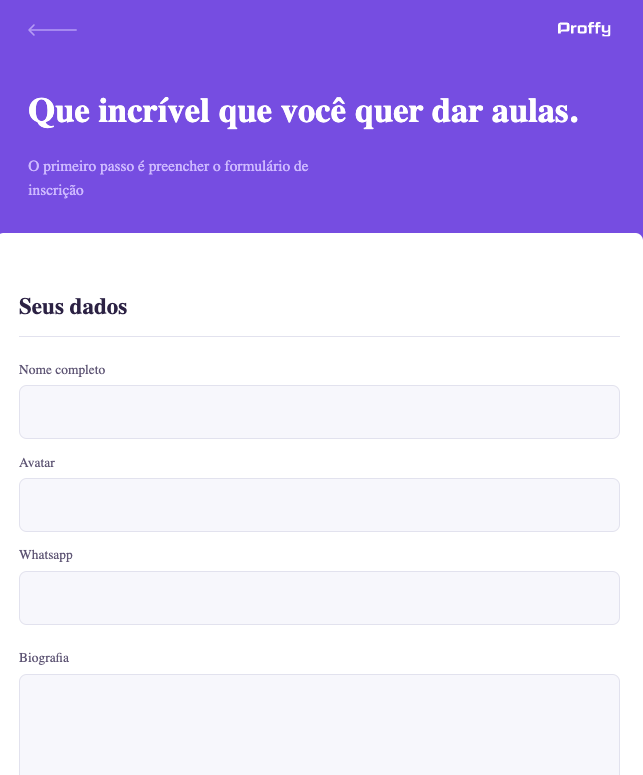 Proffy
Que incrível que você quer dar aulas.
O primeiro passo é preencher o formulário de
inscrição
Seus dados
Nome completo
Avatar
Whatsapp
Biografia